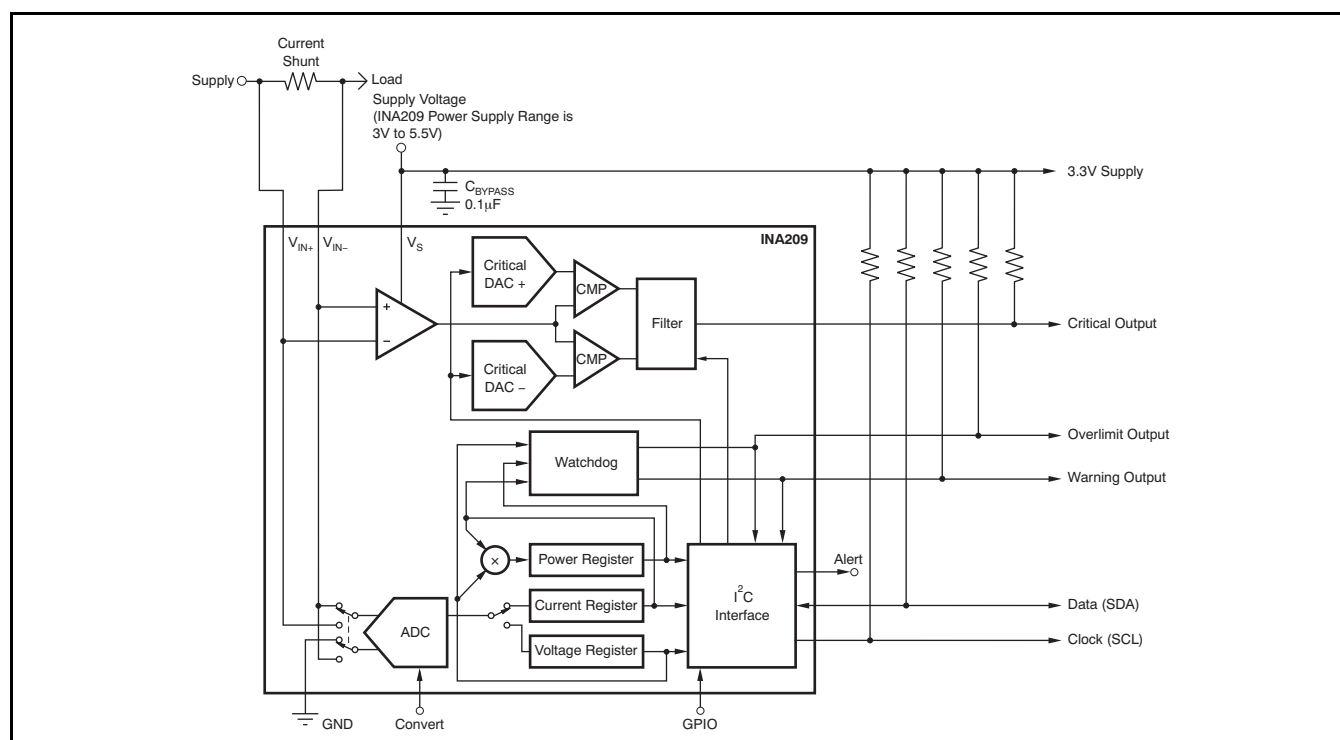 Current
Shunt
Supply
Load
Supply Voltage
(INA209 Power Supply Range is
3V to 5.5V)
3.3V Supply
CBYPASS
0.1μF
VIN+
VIN−
VS
INA209
Critical
DAC +
CMP
Filter
Critical Output
CMP
Critical
DAC −
Overlimit Output
Watchdog
Warning Output
×
Power Register
Alert
I2C
Interface
Current Register
Data (SDA)
ADC
Voltage Register
Clock (SCL)
GND
Convert
GPIO
+
−